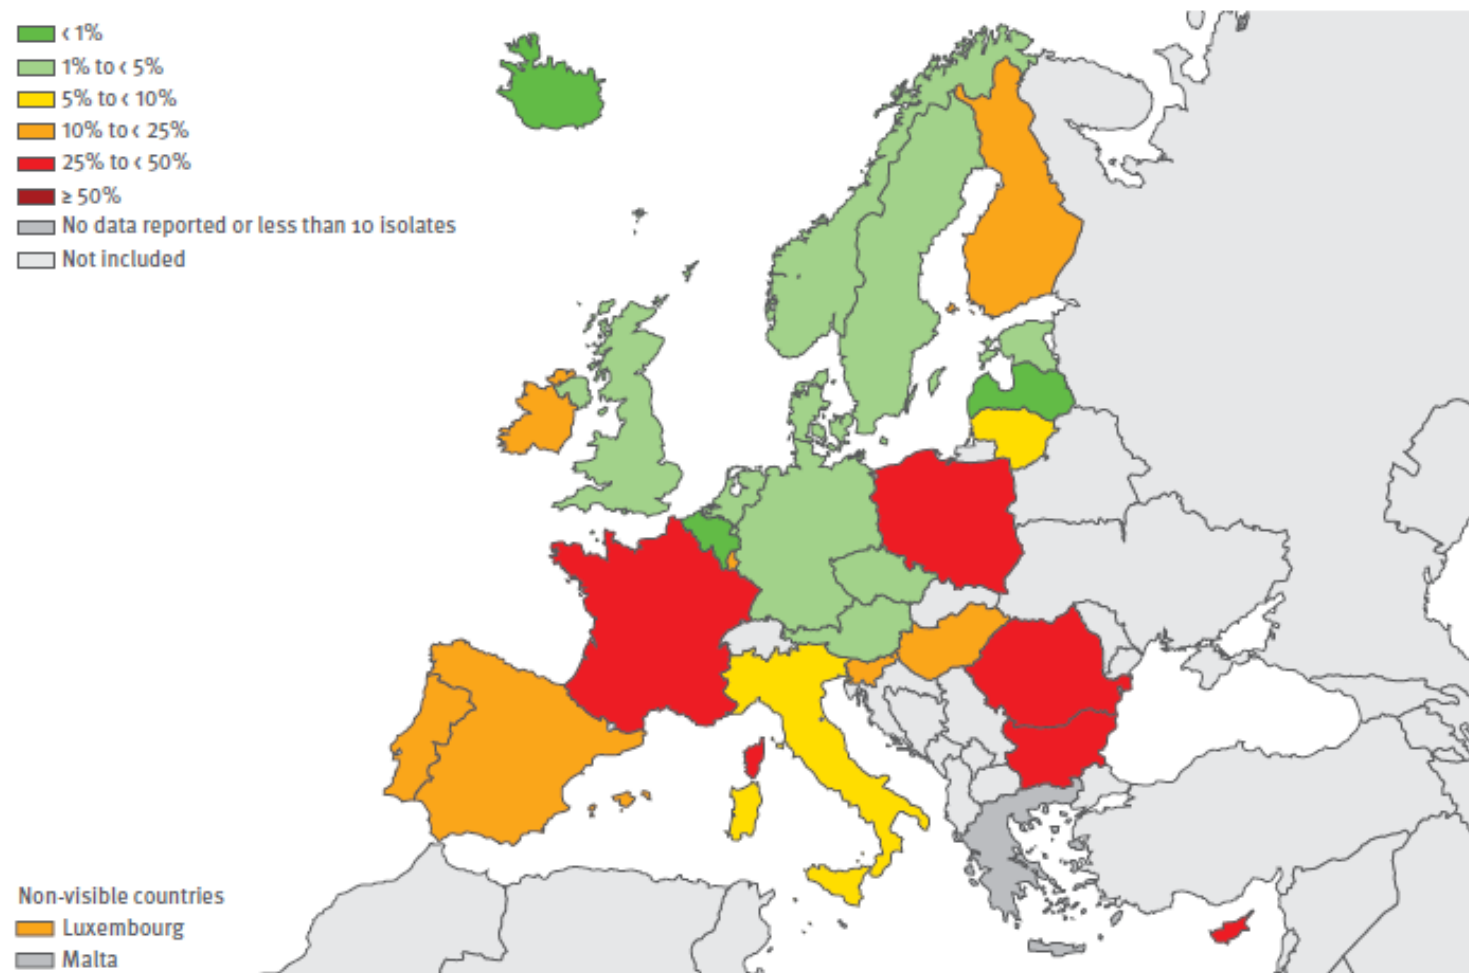 < 1%
1% to < 5%
5% to < 10%
10% to < 25%
25% to < 50%
≥ 50%
No data reported or less than 10 isolates
Not included
Non-visible countries
Luxembourg
Malta